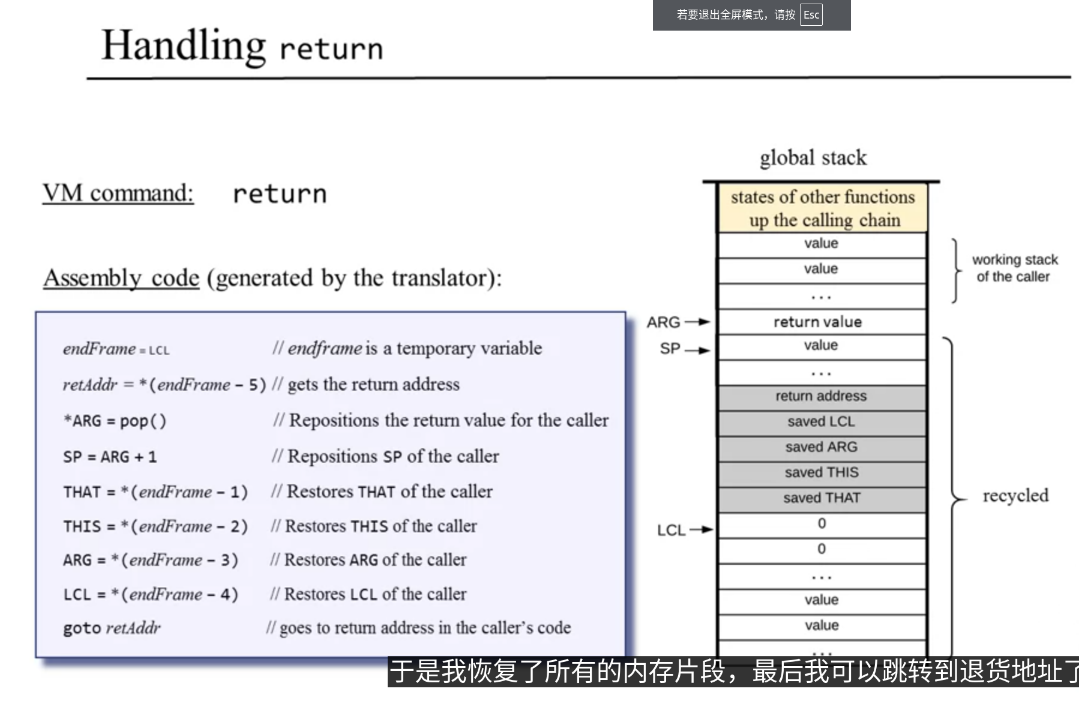 若要退出全屏模式，请按 Esc
Handling return
VM command: return
Assembly code (generated by the translator):
endFrame = LCL // endframe is a temporary variable
retAddr = *(endFrame – 5) // gets the return address
*ARG = pop() // Repositions the return value for the caller
SP = ARG + 1 // Repositions SP of the caller
THAT = *(endFrame – 1) // Restores THAT of the caller
THIS = *(endFrame – 2) // Restores THIS of the caller
ARG = *(endFrame – 3) // Restores ARG of the caller
LCL = *(endFrame – 4) // Restores LCL of the caller
goto retAddr // goes to return address in the caller's code
global stack
states of other functions
up the calling chain
value
value
...
working stack
of the caller
ARG
return value
SP
value
...
return address
saved LCL
saved ARG
saved THIS
saved THAT
recycled
LCL
0
0
...
value
value
...
于是我恢复了所有的内存片段，最后我可以跳转到退货地址了